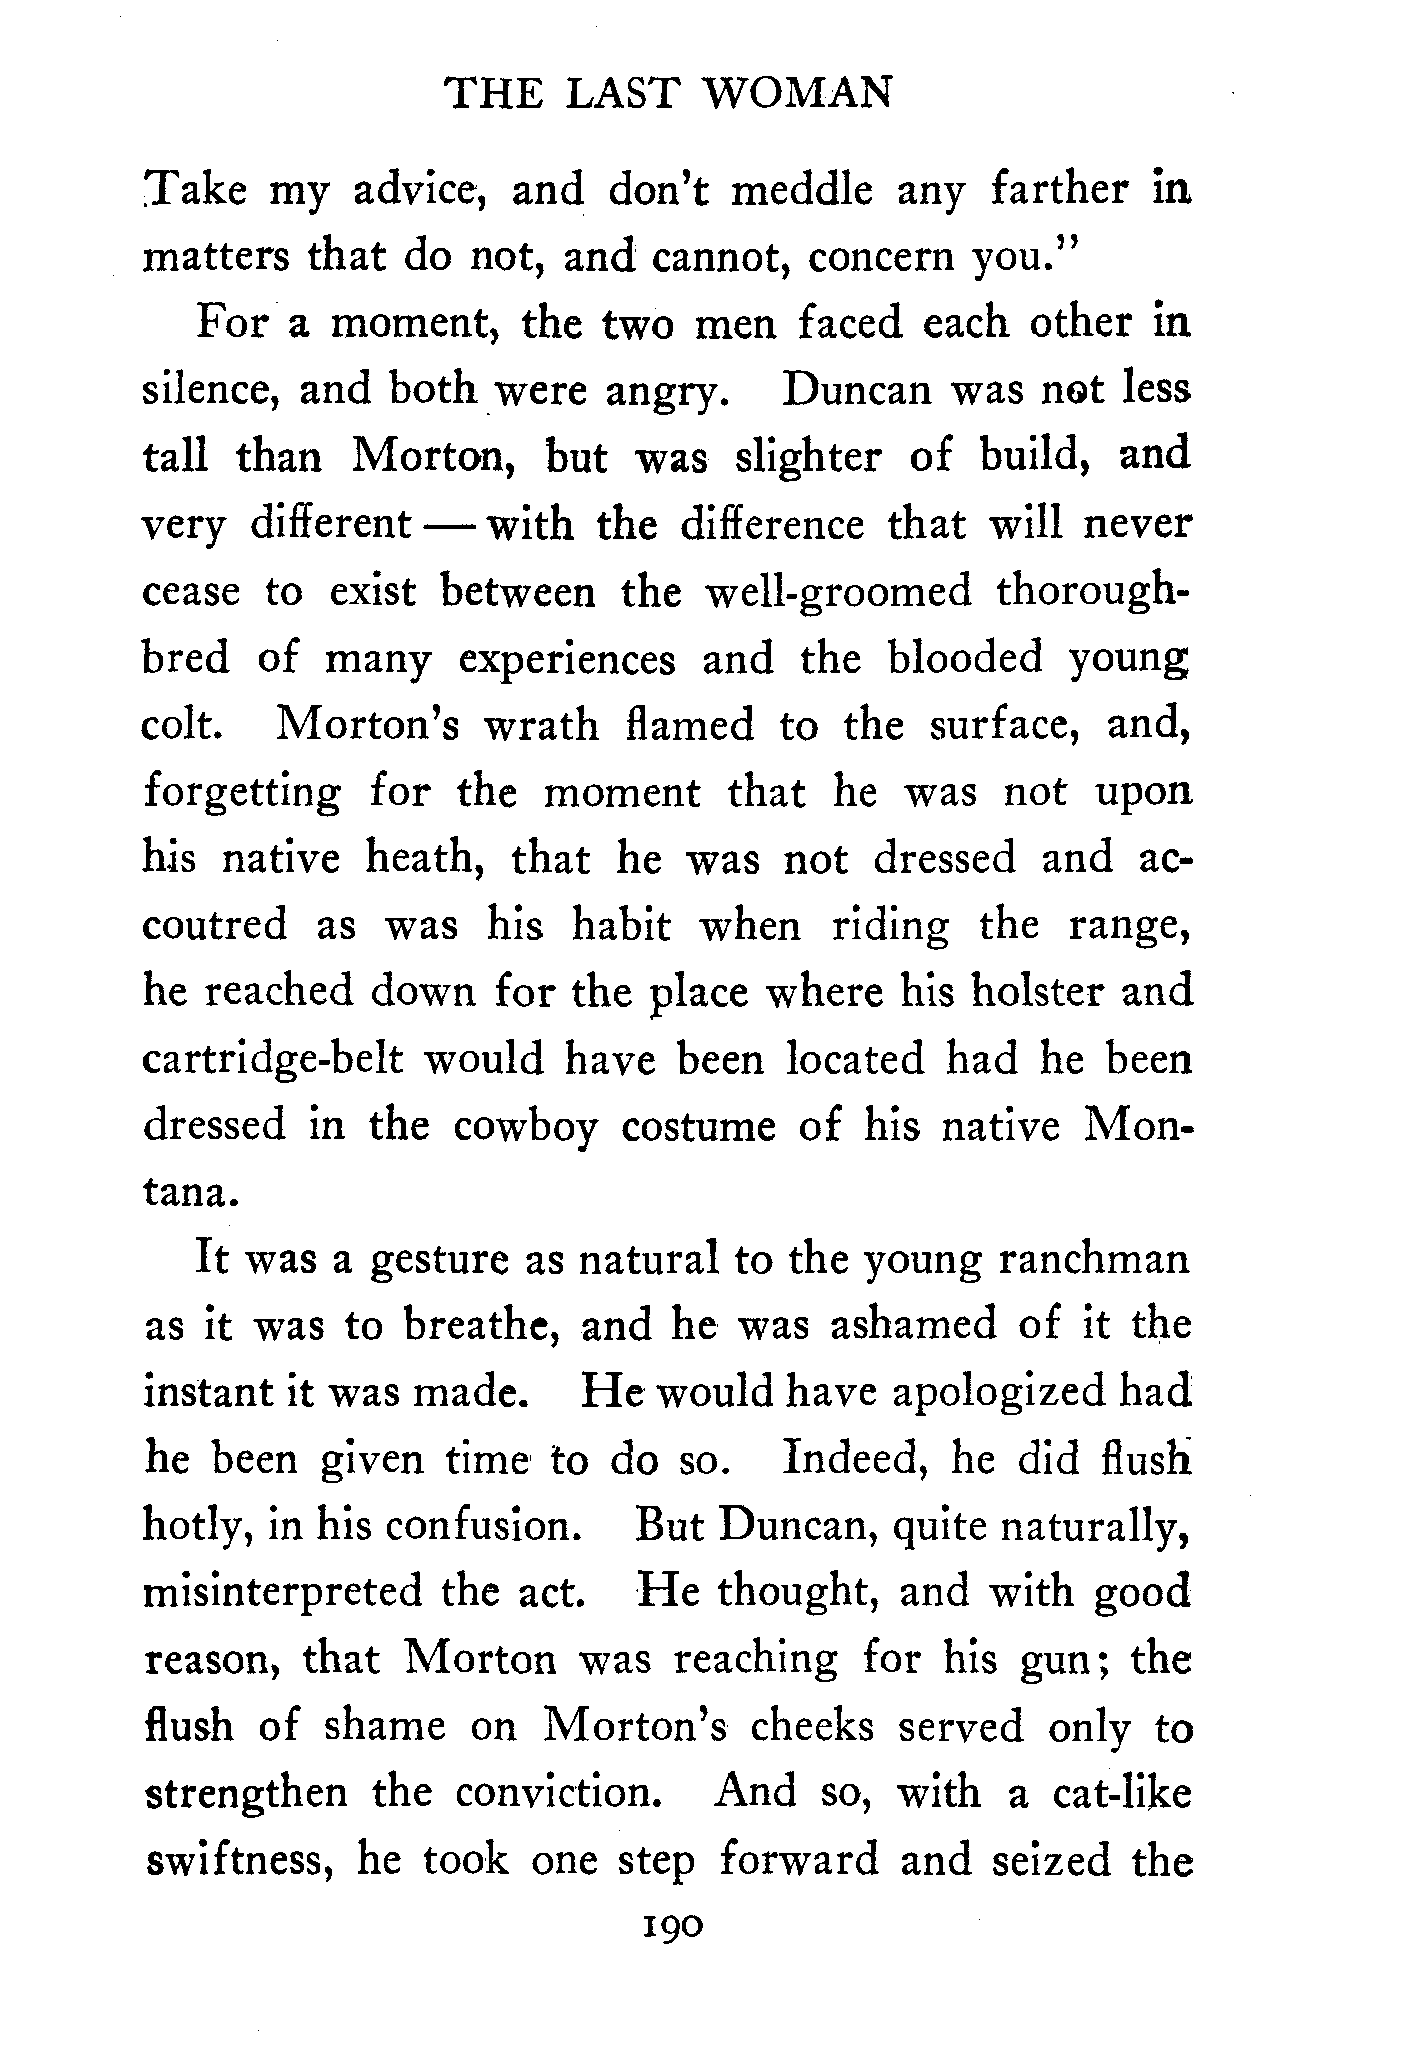 THE LAST WOMAN
Take my advice, and don't meddle any farther in
matters that do not, and cannot, concern you."
For a moment, the two men faced each other in
silence, and both were angry. Duncan was not less
tall than Morton, but was slighter of build, and
very different — with the difference that will never
cease to exist between the well-groomed thorough-
bred of many experiences and the blooded young
colt. Morton's wrath flamed to the surface, and,
forgetting for the moment that he was not upon
his native heath, that he was not dressed and ac-
coutred as was his habit when riding the range,
he reached down for the place where his holster and
cartridge-belt would have been located had he been
dressed in the cowboy costume of his native Mon-
tana.
It was a gesture as natural to the young ranchman
as it was to breathe, and he was ashamed of it the
instant it was made. He would have apologized had
he been given time to do so. Indeed, he did flush
hotly, in his confusion. But Duncan, quite naturally,
misinterpreted the act. He thought, and with good
reason, that Morton was reaching for his gun; the
flush of shame on Morton's cheeks served only to
strengthen the conviction. And so, with a cat-like
swiftness, he took one step forward and seized the
190